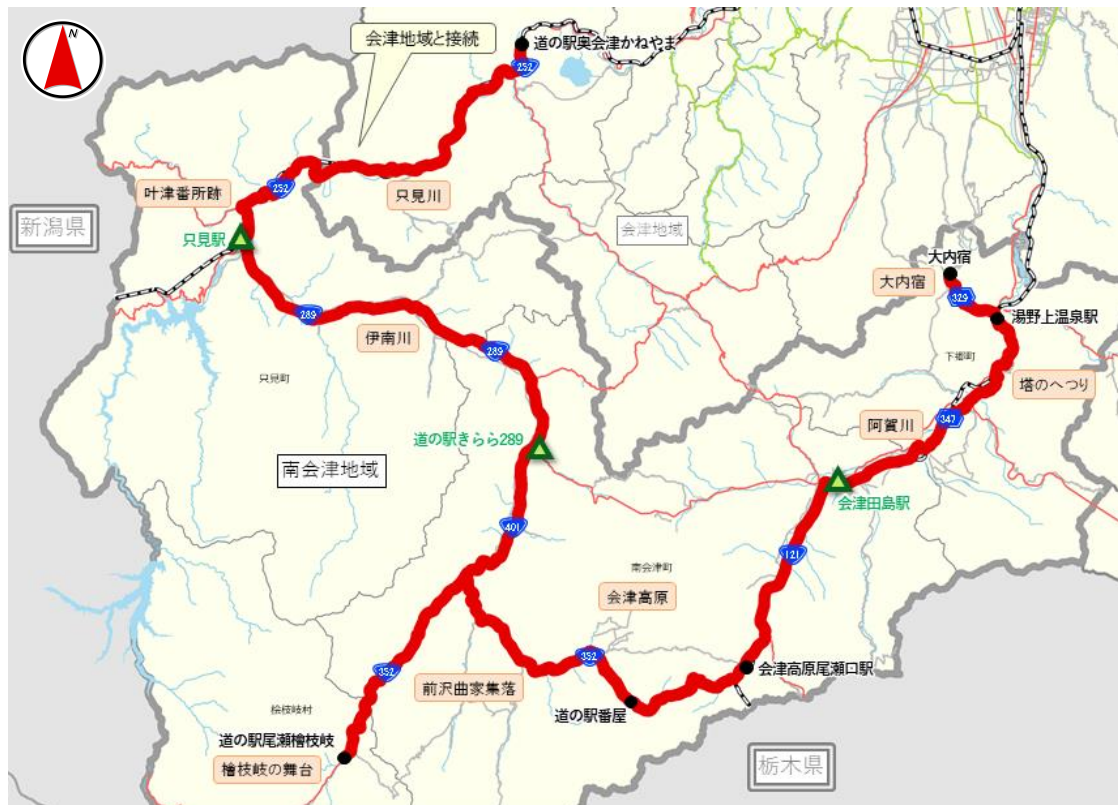 N
会津地域と接続
道の駅奥会津かねやま
252
叶津番所跡
252
只見川
新潟県
只見駅
会津地域
大内宿
大内宿
329
湯野上温泉駅
289
伊南川
289
下郷町
塔のへつり
只見町
347
阿賀川
道の駅きらら289
南会津地域
会津田島駅
401
121
南会津町
会津高原
352
352
前沢曲家集落
会津高原尾瀬口駅
檜枝岐村
道の駅番屋
道の駅尾瀬檜枝岐
檜枝岐の舞台
栃木県